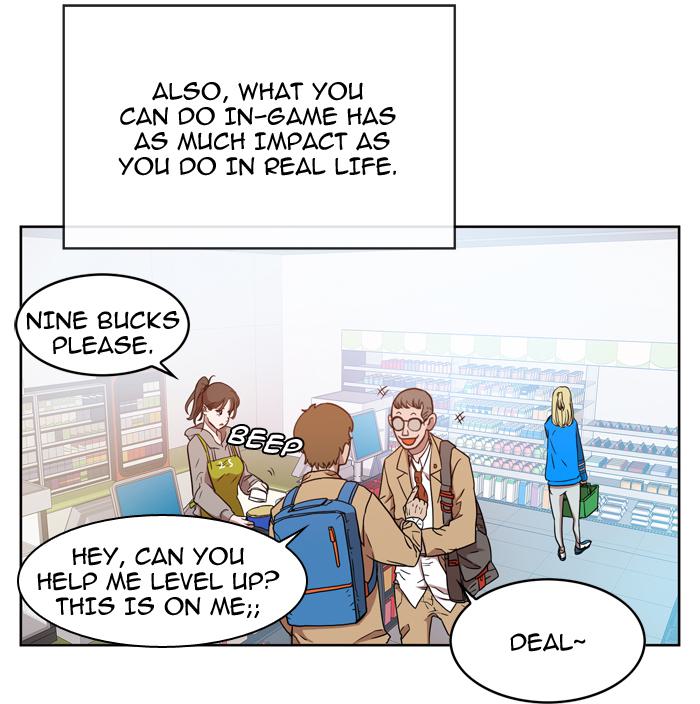 ALSO, WHAT YOU
CAN DO IN-GAME HAS
AS MUCH IMPACT AS
YOU DO IN REAL LIFE.
NINE BUCKS
PLEASE.
BEEP
HEY, CAN YOU
HELP ME LEVEL UP?
THIS IS ON ME;;
DEAL~